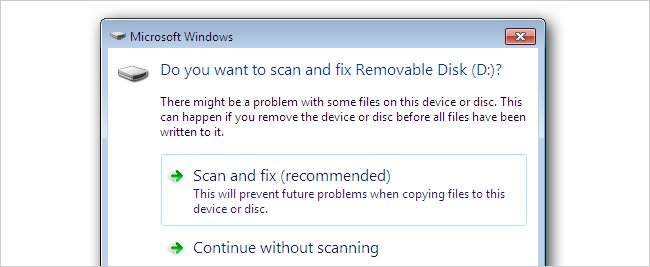 Microsoft Windows
Do you want to scan and fix Removable Disk (D:)?
There might be a problem with some files on this device or disc. This
can happen if you remove the device or disc before all files have been
written to it.
Scan and fix (recommended)
This will prevent future problems when copying files to this
device or disc.
Continue without scanning